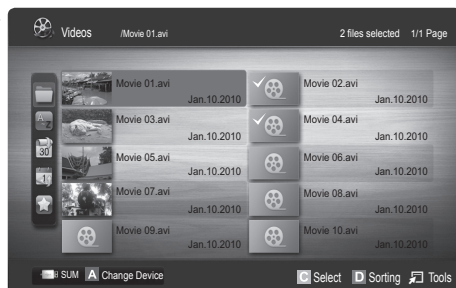 Videos /Movie 01.avi 2 files selected 1/1 Page
Movie 01.avi
Jan.10.2010
Movie 02.avi
Jan.10.2010
Movie 03.avi
Jan.10.2010
Movie 04.avi
Jan.10.2010
Movie 05.avi
Jan.10.2010
Movie 06.avi
Jan.10.2010
Movie 07.avi
Jan.10.2010
Movie 08.avi
Jan.10.2010
Movie 09.avi
Jan.10.2010
Movie 10.avi
Jan.10.2010
A Z
30
1
SUM A Change Device C Select D Sorting Tools